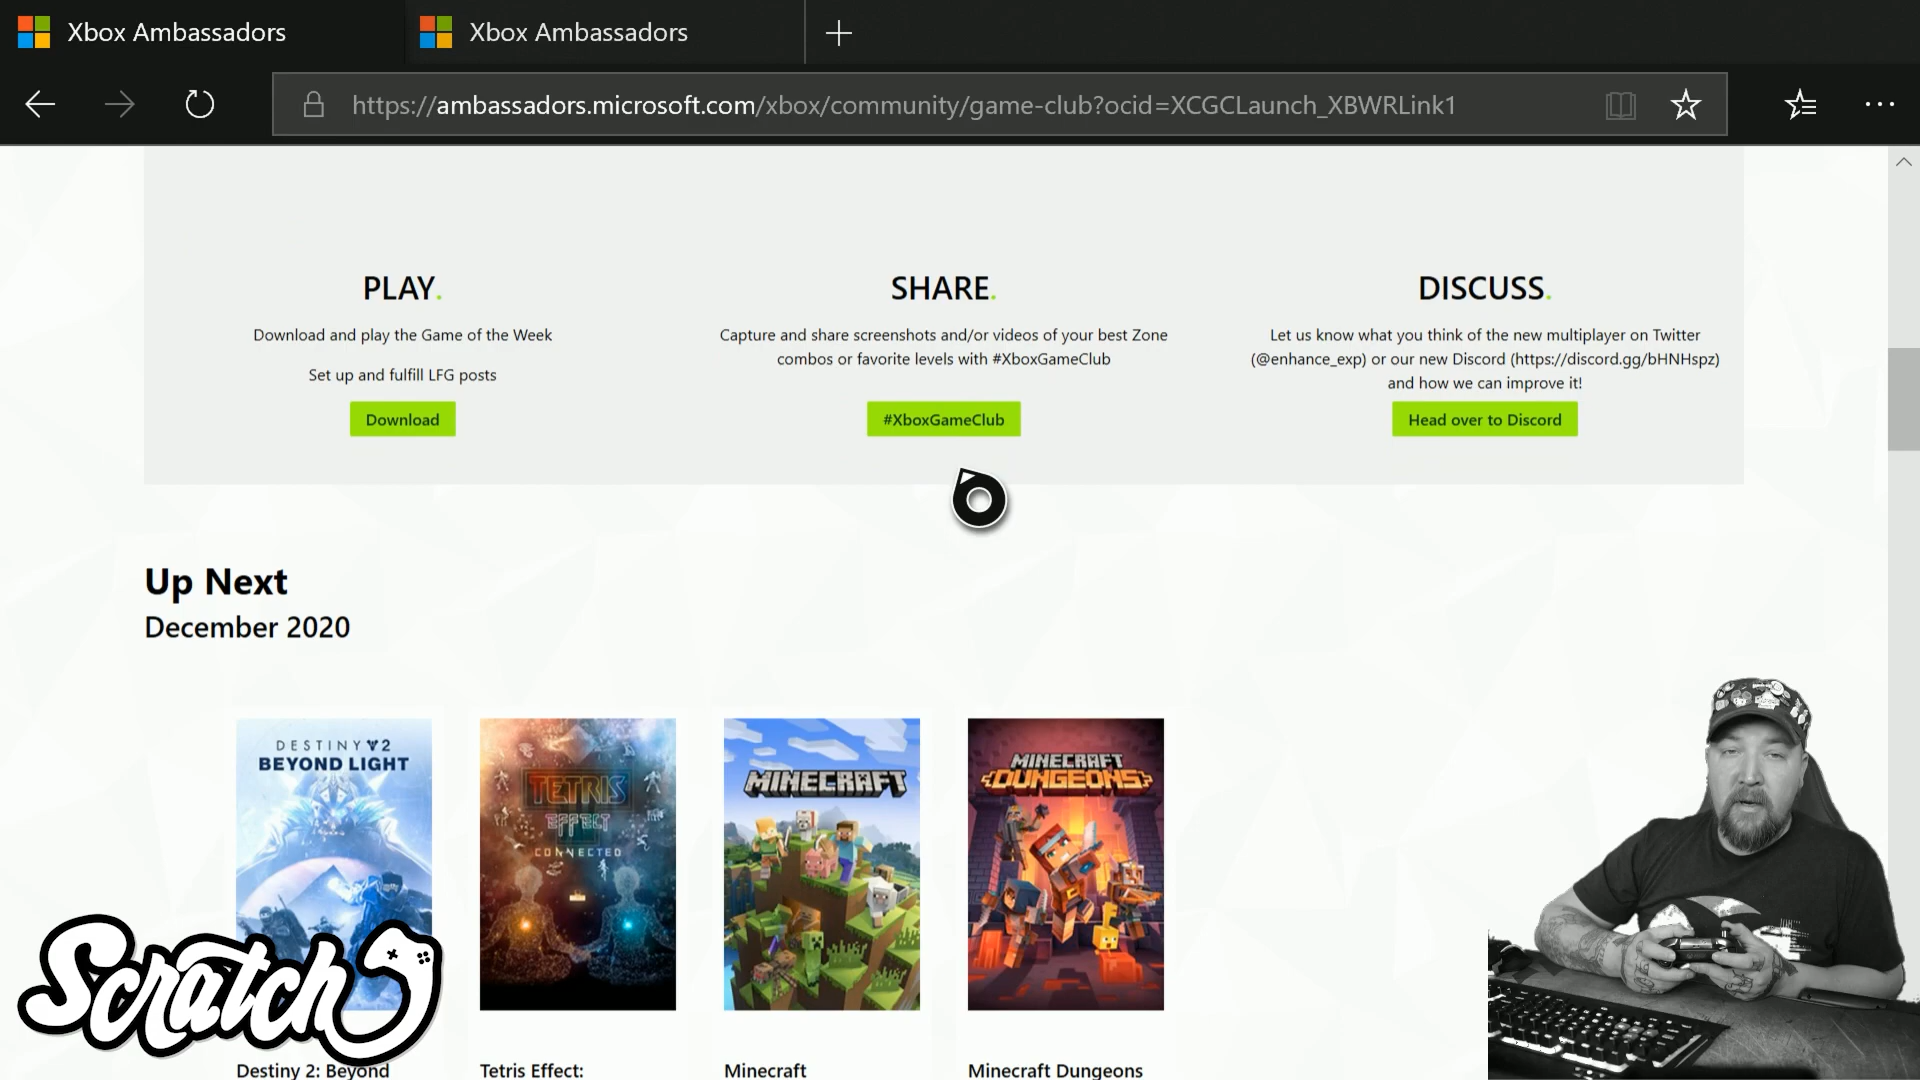 Xbox Ambassadors
Xbox Ambassadors
https://ambassadors.microsoft.com/xbox/community/game-club?ocid=XCGCLaunch_XBWRLink1
PLAY.
Download and play the Game of the Week
Set up and fulfill LFG posts
Download
SHARE.
Capture and share screenshots and/or videos of your best Zone
combos or favorite levels with #XboxGameClub
#XboxGameClub
DISCUSS.
Let us know what you think of the new multiplayer on Twitter
(@enhance_exp) or our new Discord (https://discord.gg/bHNHspz)
and how we can improve it!
Head over to Discord
Up Next
December 2020
DESTINY 2
BEYOND LIGHT
TETRIS
EFFECT
CONNECTED
MINECRAFT
MINECRAFT
DUNGEONS
Scratch
Destiny 2: Beyond
Tetris Effect:
Minecraft
Minecraft Dungeons